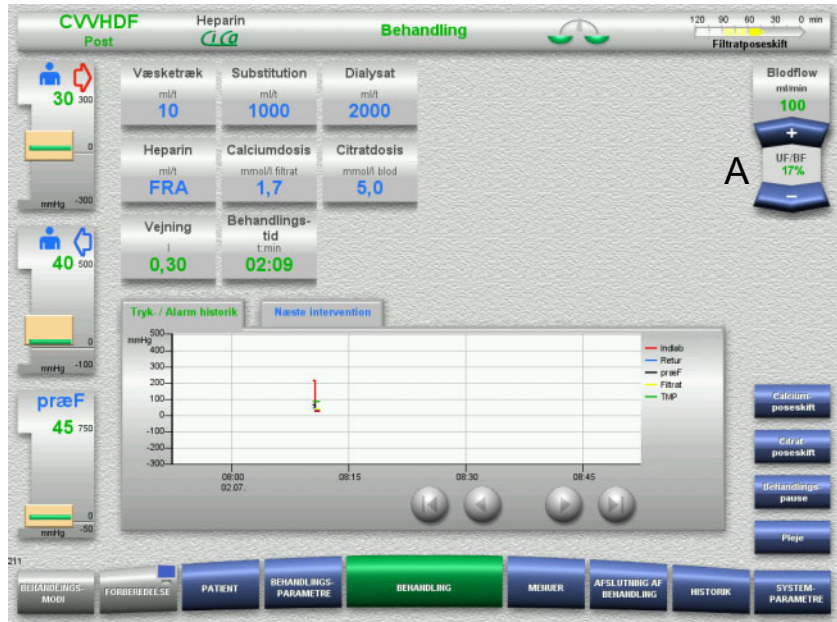 CVVHDF
Post
Heparin
Ci Ca
Behandling
120 90 60 30 0 min
Filtratposeskift
30 300
0
mmHg -300
40 500
0
mmHg -100
præF
45 750
0
mmHg -50
Væsketræk
ml/t
10
Substitution
ml/t
1000
Dialysat
ml/t
2000
Heparin
ml/t
FRA
Calciumdosis
mmol/l filtrat
1,7
Citratdosis
mmol/l blod
5,0
Vejning
l
0,30
Behandlings-
tid
t:min
02:09
Blodflow
ml/min
100
+
UF/BF
17%
−
A
Tryk- / Alarm historik
Næste intervention
mmHg
500
400
300
200
100
0
-100
-200
-300
08:00 08:15 08:30 08:45
02.07.
Indløb
Retur
præF
Filtrat
TMP
Calcium-
poseskift
Citrat
poseskift
Behandlings-
pause
Pleje
211
BEHANDLINGS-
MODI
FORBEREDELSE
PATIENT
BEHANDLINGS-
PARAMETRE
BEHANDLING
MENUER
AFSLUTNING AF
BEHANDLING
HISTORIK
SYSTEM-
PARAMETRE